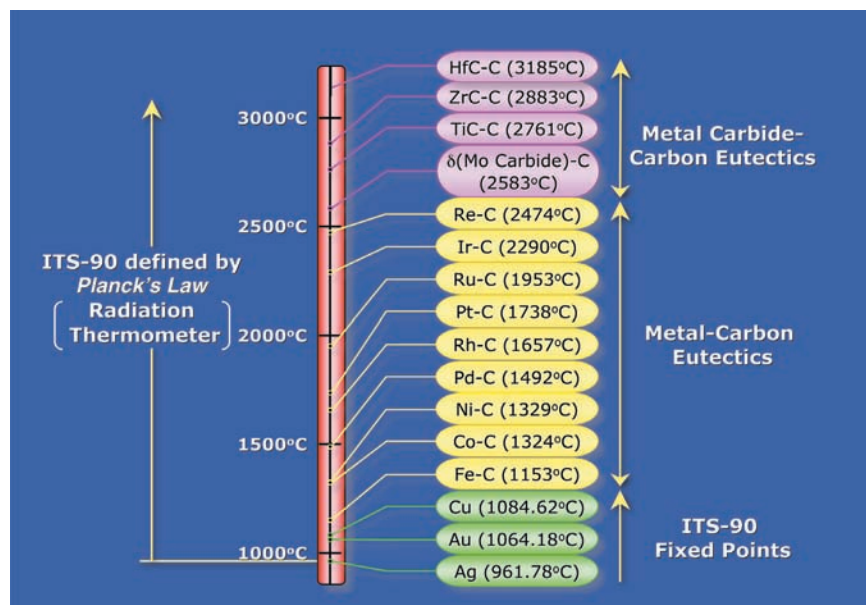 HfC-C (3185°C)
ZrC-C (2883°C)
TiC-C (2761°C)
δ(Mo Carbide)-C
(2583°C)
Re-C (2474°C)
Ir-C (2290°C)
Ru-C (1953°C)
Pt-C (1738°C)
Rh-C (1657°C)
Pd-C (1492°C)
Ni-C (1329°C)
Co-C (1324°C)
Fe-C (1153°C)
Cu (1084.62°C)
Au (1064.18°C)
Ag (961.78°C)
3000°C
2500°C
2000°C
1500°C
1000°C
ITS-90 defined by
Planck's Law
Radiation
Thermometer
Metal Carbide-
Carbon Eutectics
Metal-Carbon
Eutectics
ITS-90
Fixed Points